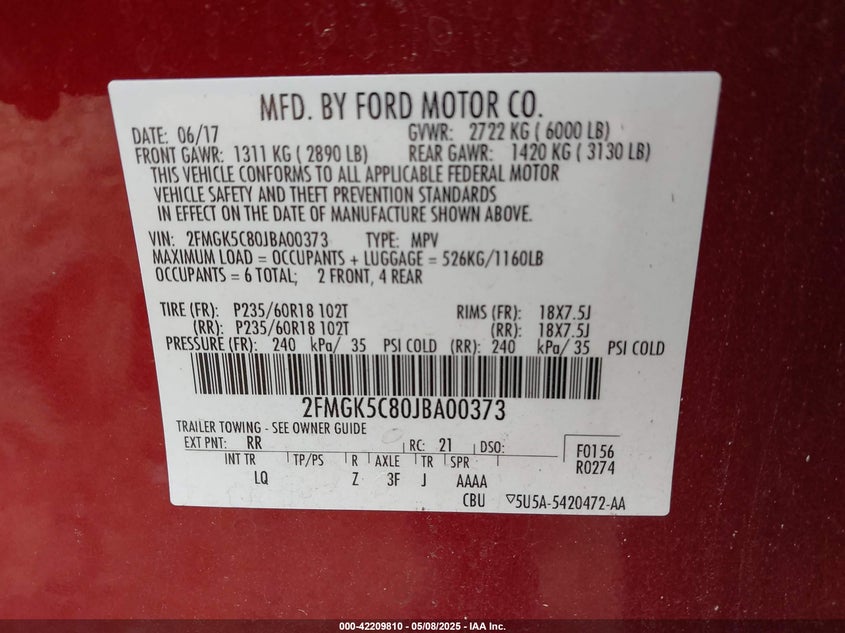 MFD. BY FORD MOTOR CO.
DATE: 06/17 GVWR: 2722 KG ( 6000 LB)
FRONT GAWR: 1311 KG ( 2890 LB) REAR GAWR: 1420 KG ( 3130 LB)
THIS VEHICLE CONFORMS TO ALL APPLICABLE FEDERAL MOTOR
VEHICLE SAFETY AND THEFT PREVENTION STANDARDS
IN EFFECT ON THE DATE OF MANUFACTURE SHOWN ABOVE.
VIN: 2FMGK5C80JBA00373 TYPE: MPV
MAXIMUM LOAD = OCCUPANTS + LUGGAGE = 526KG/1160LB
OCCUPANTS = 6 TOTAL; 2 FRONT, 4 REAR
TIRE (FR): P235/60R18 102T RIMS (FR): 18X7.5J
(RR): P235/60R18 102T (RR): 18X7.5J
PRESSURE (FR): 240 kPa/ 35 PSI COLD (RR): 240 kPa/ 35 PSI COLD
2FMGK5C80JBA00373
TRAILER TOWING - SEE OWNER GUIDE
EXT PNT: RR RC: 21 DSO: F0156
INT TR TP/PS R AXLE TR SPR R0274
LQ Z 3F J AAAA
CBU ▽5U5A-5420472-AA
000-42209810 - 05/08/2025 - IAA Inc.